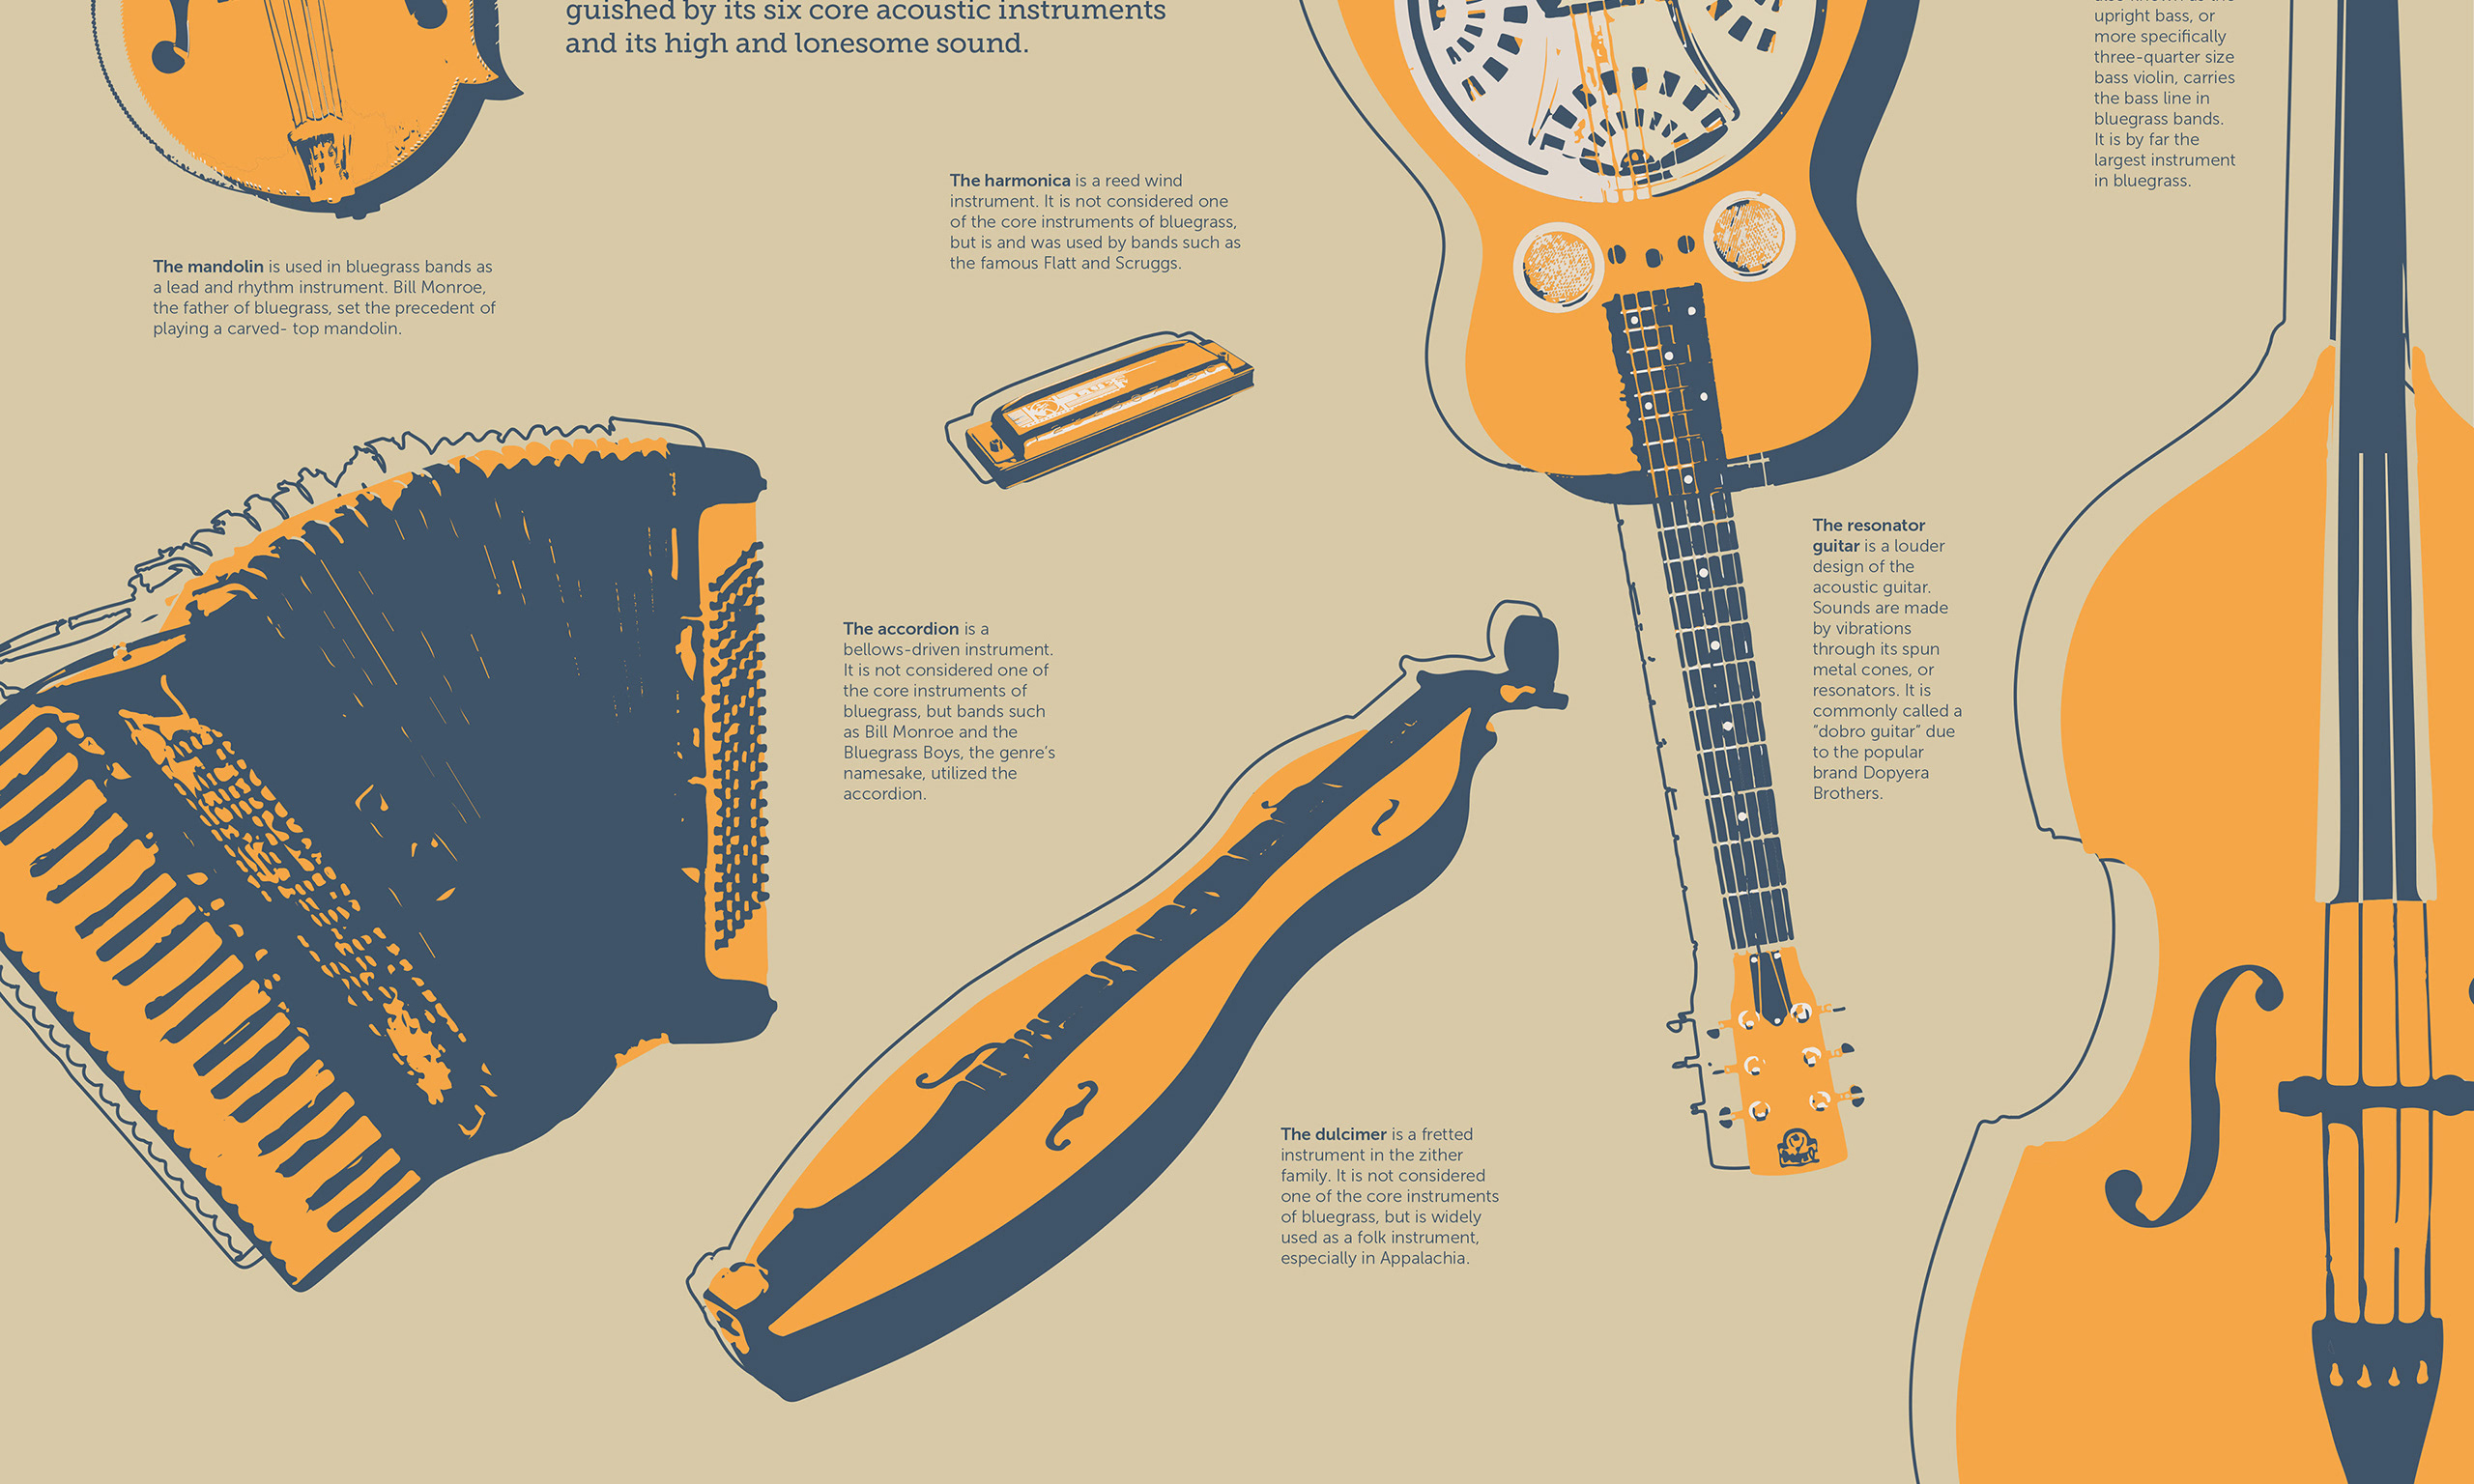 guished by its six core acoustic instruments
and its high and lonesome sound.
upright bass, or
more specifically
three-quarter size
bass violin, carries
the bass line in
bluegrass bands.
It is by far the
largest instrument
in bluegrass.
The harmonica is a reed wind
instrument. It is not considered one
of the core instruments of bluegrass,
but is and was used by bands such as
the famous Flatt and Scruggs.
The mandolin is used in bluegrass bands as
a lead and rhythm instrument. Bill Monroe,
the father of bluegrass, set the precedent of
playing a carved- top mandolin.
The resonator
guitar is a louder
design of the
acoustic guitar.
Sounds are made
by vibrations
through its spun
metal cones, or
resonators. It is
commonly called a
“dobro guitar” due
to the popular
brand Dopyera
Brothers.
The accordion is a
bellows-driven instrument.
It is not considered one of
the core instruments of
bluegrass, but bands such
as Bill Monroe and the
Bluegrass Boys, the genre’s
namesake, utilized the
accordion.
The dulcimer is a fretted
instrument in the zither
family. It is not considered
one of the core instruments
of bluegrass, but is widely
used as a folk instrument,
especially in Appalachia.